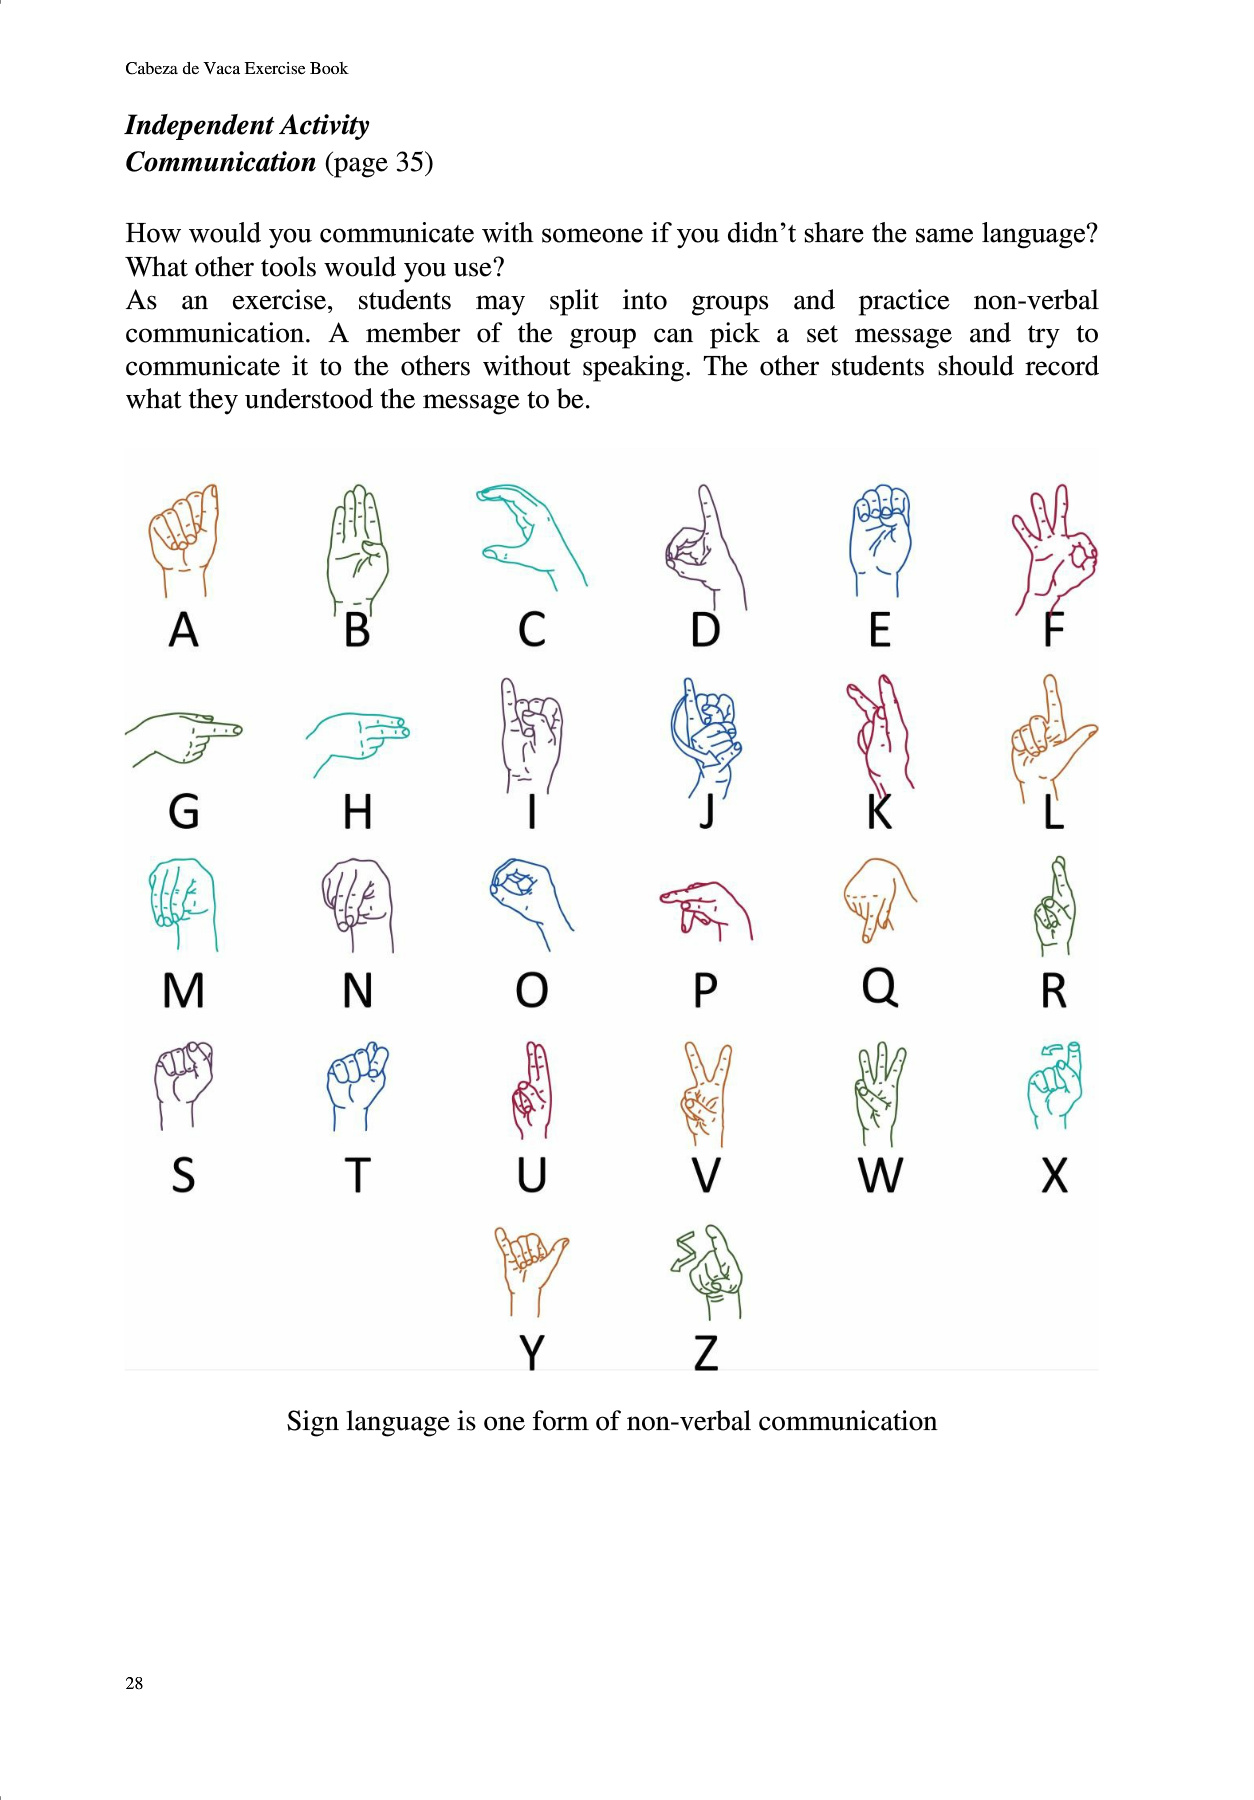 Cabeza de Vaca Exercise Book
Independent Activity
Communication (page 35)
How would you communicate with someone if you didn’t share the same language?
What other tools would you use?
As an exercise, students may split into groups and practice non-verbal
communication. A member of the group can pick a set message and try to
communicate it to the others without speaking. The other students should record
what they understood the message to be.
A B C D E F
G H I J K L
M N O P Q R
S T U V W X
Y Z
Sign language is one form of non-verbal communication
28